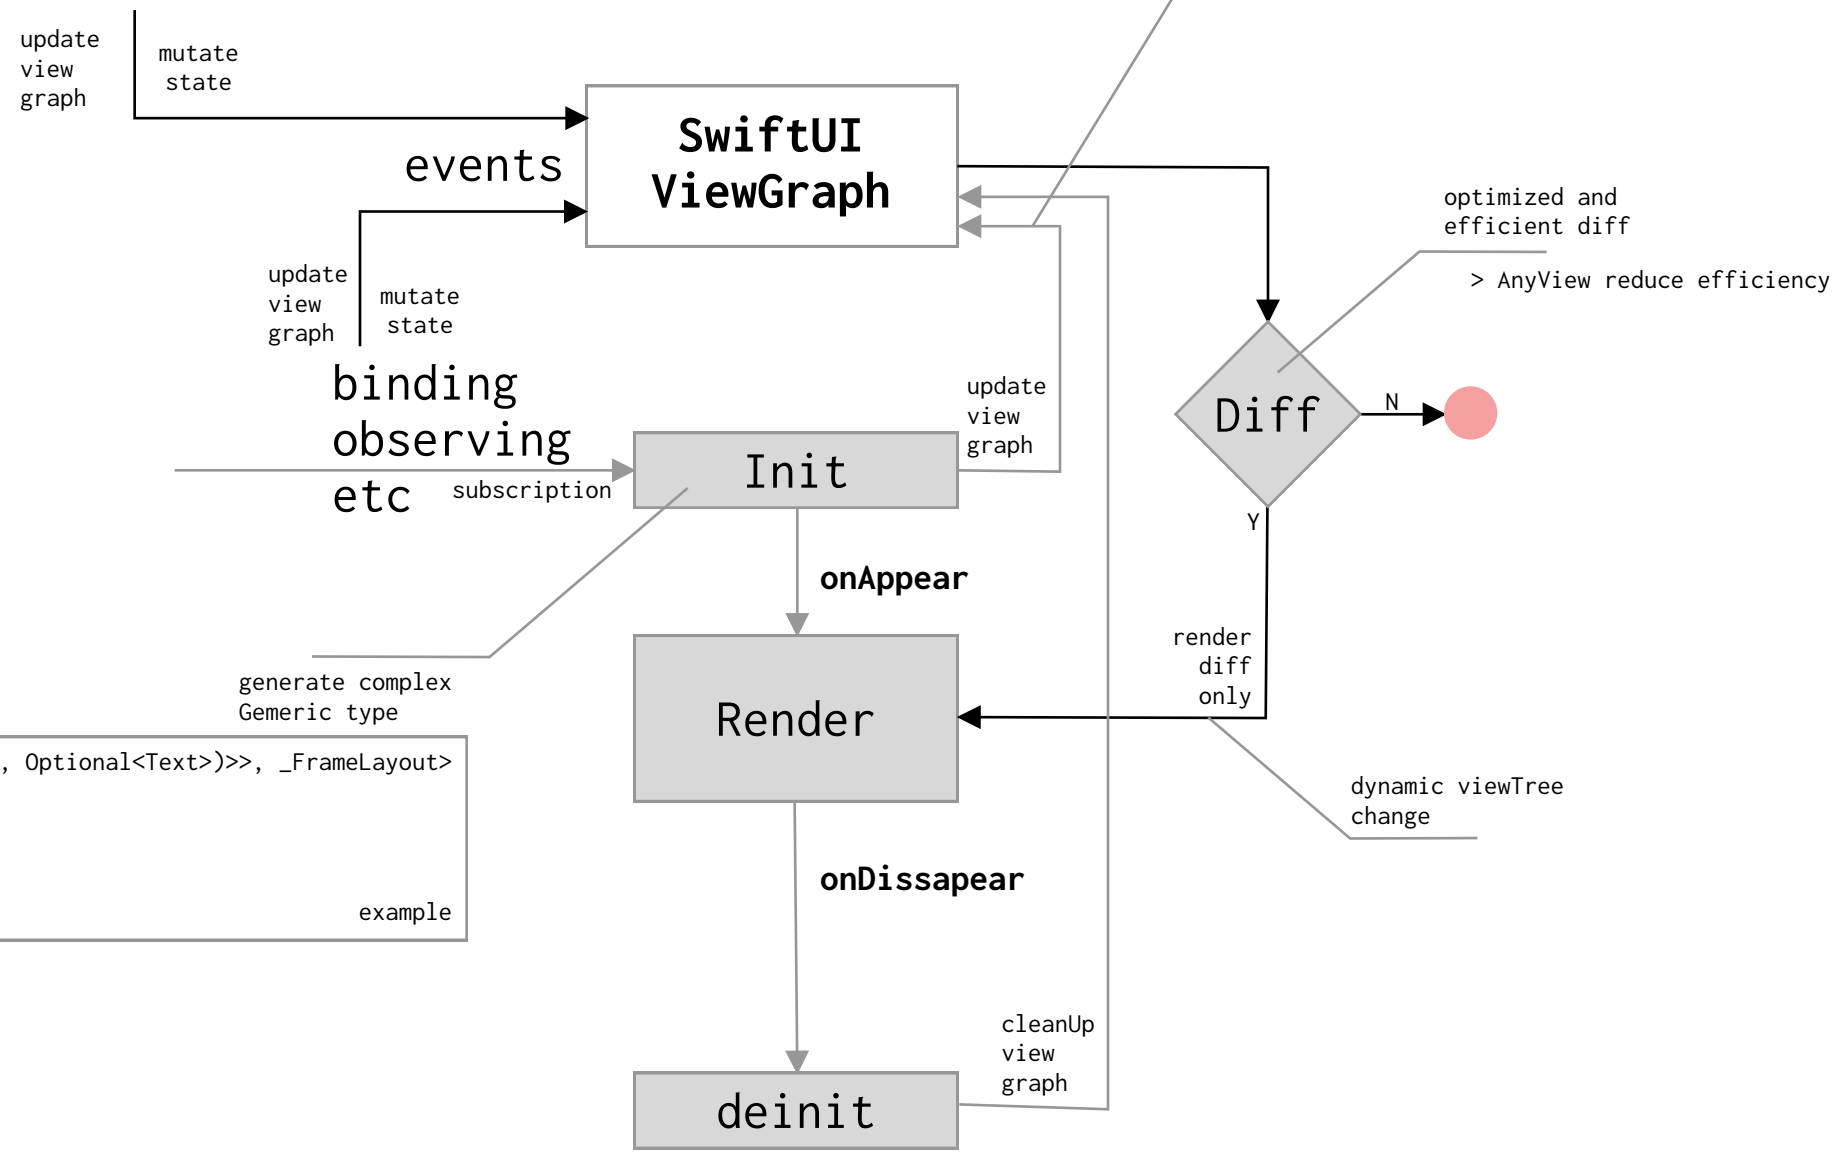 update
view
graph
mutate
state
SwiftUI
ViewGraph
events
optimized and
efficient diff
> AnyView reduce efficiency
update
view
graph
mutate
state
binding
observing
etc
subscription
Init
update
view
graph
Diff
N
Y
onAppear
generate complex
Gemeric type
, Optional<Text>)>>, _FrameLayout>
example
Render
render
diff
only
dynamic viewTree
change
onDissapear
cleanUp
view
graph
deinit